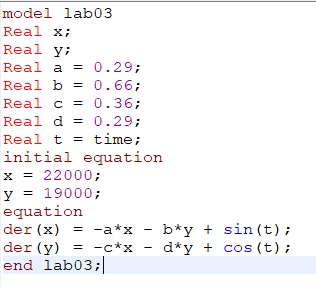 model lab03
Real x;
Real y;
Real a = 0.29;
Real b = 0.66;
Real c = 0.36;
Real d = 0.29;
Real t = time;
initial equation
x = 22000;
y = 19000;
equation
der(x) = -a*x - b*y + sin(t);
der(y) = -c*x - d*y + cos(t);
end lab03;